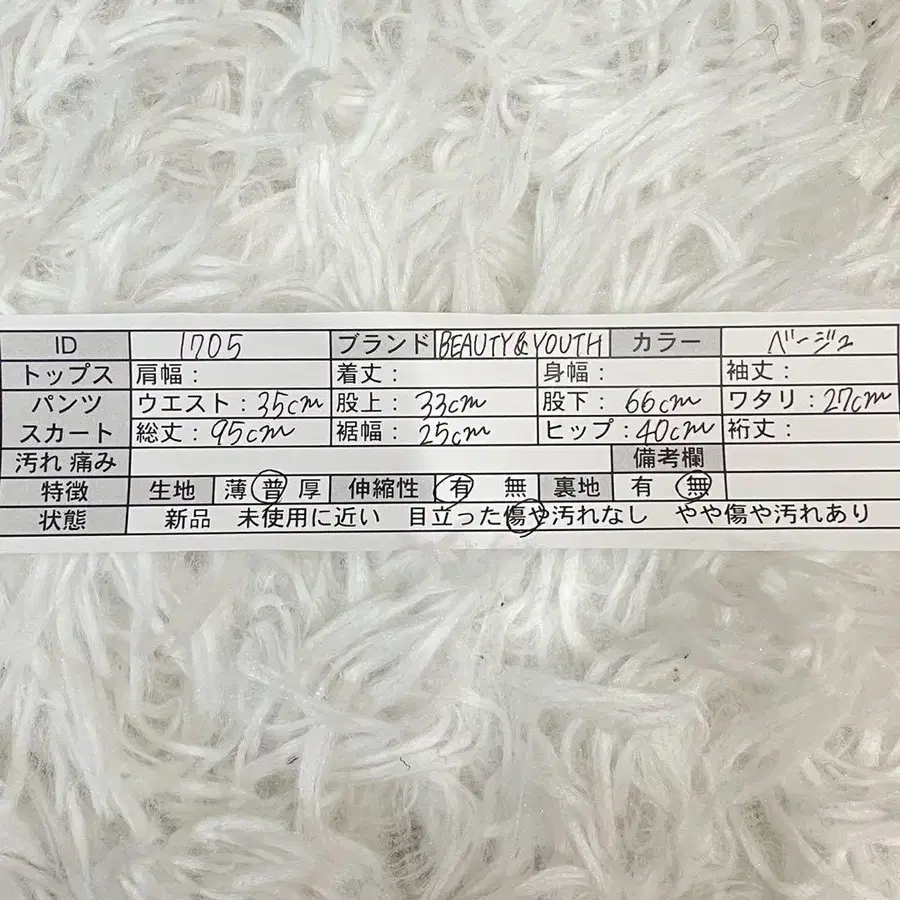 ID 1705 ブランド BEAUTY&YOUTH カラー ベージュ
トップス 肩幅: 着丈: 身幅: 袖丈:
パンツ ウエスト:35cm 股上:33cm 股下:66cm ワタリ:27cm
スカート 総丈:95cm 裾幅:25cm ヒップ:40cm 裄丈:
汚れ 痛み 備考欄
特徴 生地 薄 普 厚 伸縮性 有 無 裏地 有 無
状態 新品 未使用に近い 目立った傷や汚れなし やや傷や汚れあり